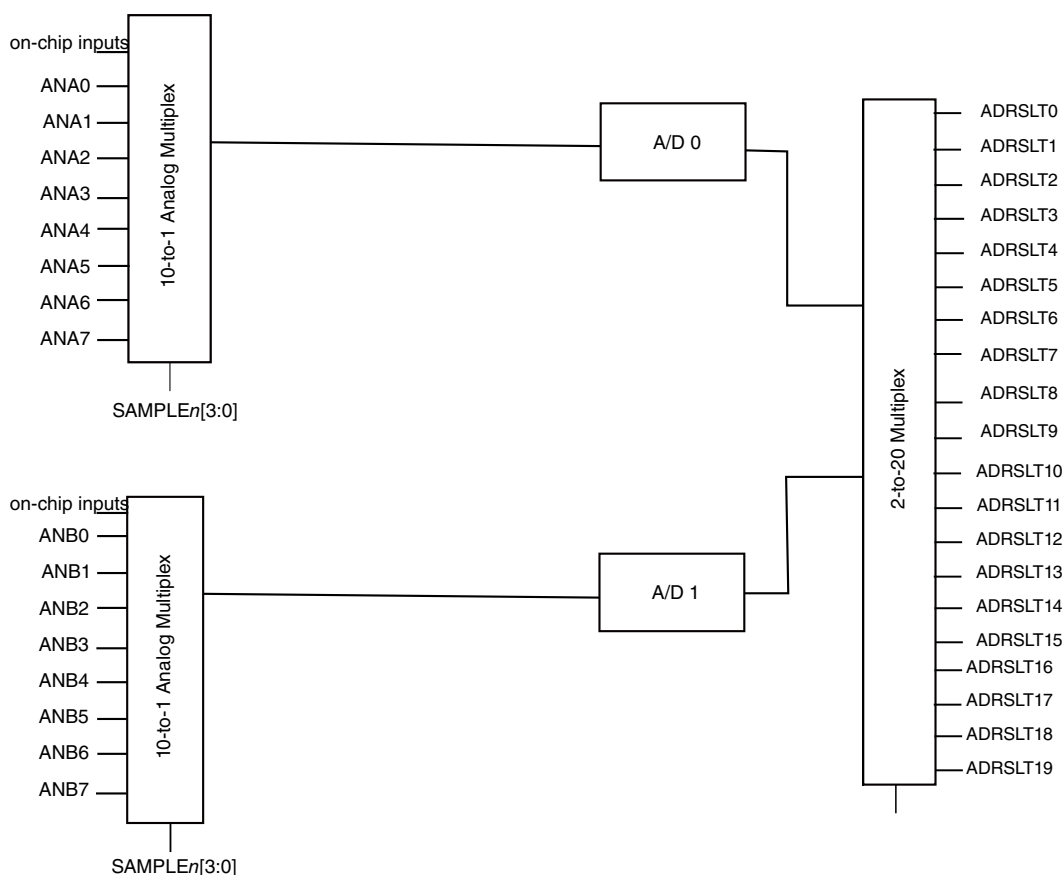 on-chip inputs
ANA0
ANA1
ANA2
ANA3
ANA4
ANA5
ANA6
ANA7
10-to-1 Analog Multiplex
SAMPLEn[3:0]
A/D 0
on-chip inputs
ANB0
ANB1
ANB2
ANB3
ANB4
ANB5
ANB6
ANB7
10-to-1 Analog Multiplex
SAMPLEn[3:0]
A/D 1
2-to-20 Multiplex
ADRSLT0
ADRSLT1
ADRSLT2
ADRSLT3
ADRSLT4
ADRSLT5
ADRSLT6
ADRSLT7
ADRSLT8
ADRSLT9
ADRSLT10
ADRSLT11
ADRSLT12
ADRSLT13
ADRSLT14
ADRSLT15
ADRSLT16
ADRSLT17
ADRSLT18
ADRSLT19